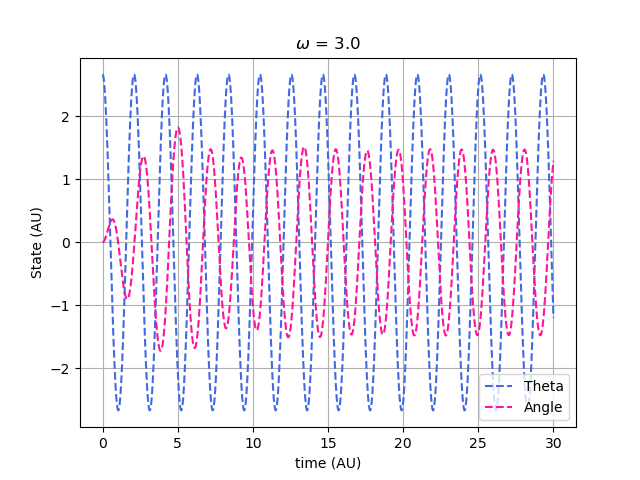 ω = 3.0
State (AU)
2
1
0
−1
−2
0 5 10 15 20 25 30
time (AU)
Theta
Angle